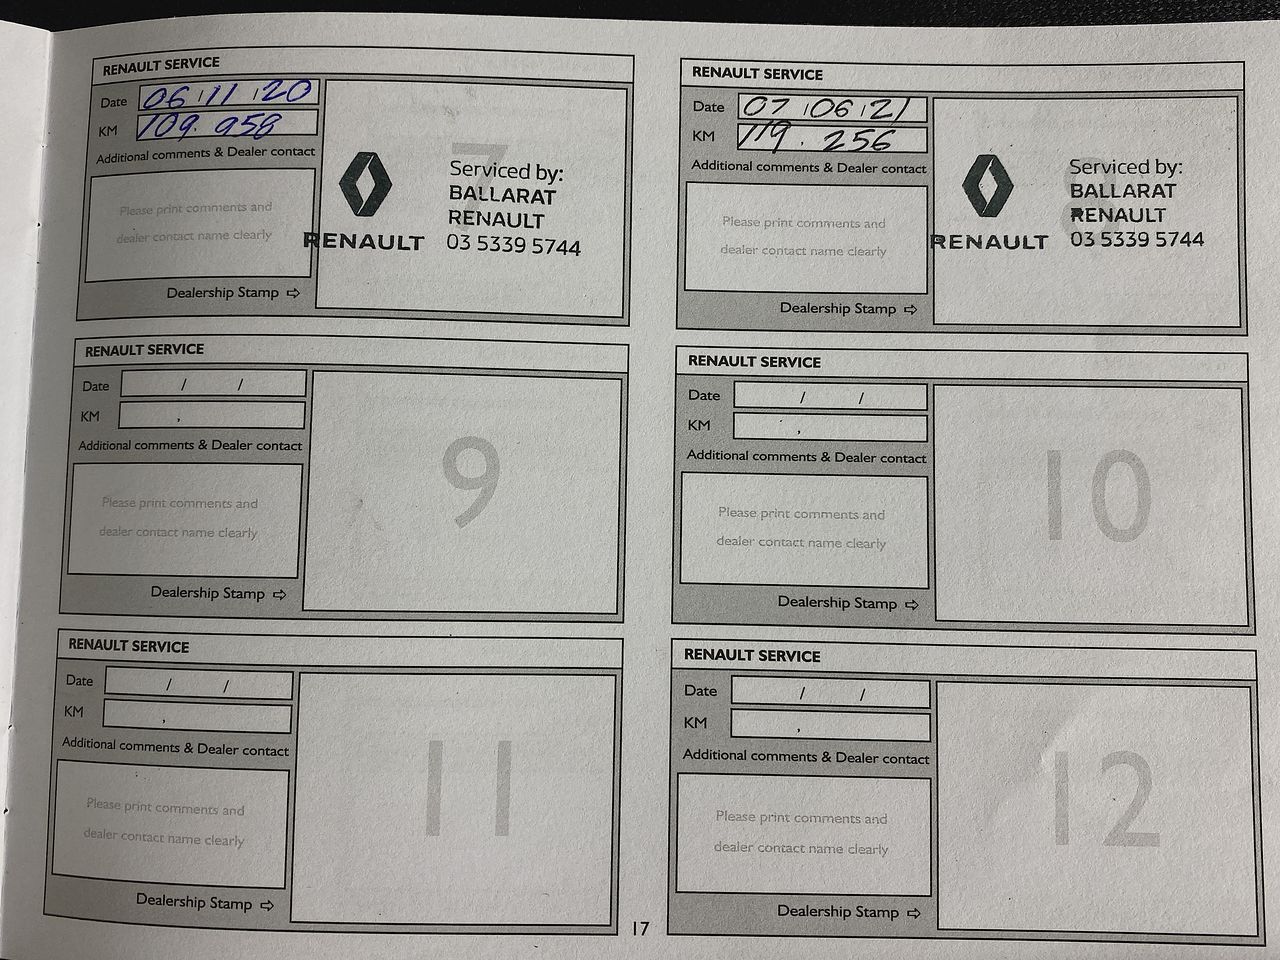 RENAULT SERVICE
Date 06/11/20
KM 109.958
Additional comments & Dealer contact
Please print comments and
dealer contact name clearly
Dealership Stamp ⇨
7
Serviced by:
BALLARAT
RENAULT
03 5339 5744
RENAULT
RENAULT SERVICE
Date 07/06/21
KM 119.256
Additional comments & Dealer contact
Please print comments and
dealer contact name clearly
Dealership Stamp ⇨
8
Serviced by:
BALLARAT
RENAULT
03 5339 5744
RENAULT
RENAULT SERVICE
Date / /
KM ,
Additional comments & Dealer contact
Please print comments and
dealer contact name clearly
Dealership Stamp ⇨
9
RENAULT SERVICE
Date / /
KM ,
Additional comments & Dealer contact
Please print comments and
dealer contact name clearly
Dealership Stamp ⇨
10
RENAULT SERVICE
Date / /
KM ,
Additional comments & Dealer contact
Please print comments and
dealer contact name clearly
Dealership Stamp ⇨
11
RENAULT SERVICE
Date / /
KM ,
Additional comments & Dealer contact
Please print comments and
dealer contact name clearly
Dealership Stamp ⇨
12
17